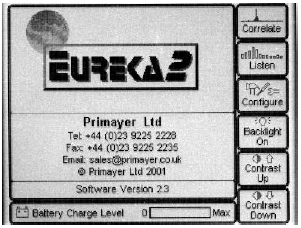 EUREKA2
Primayer Ltd
Tel: +44 (0)23 9225 2228
Fax: +44 (0)23 9225 2235
Email: sales@primayer.co.uk
© Primayer Ltd 2001
Software Version 2.3
Battery Charge Level 0 Max
Correlate
Listen
Configure
Backlight
On
Contrast
Up
Contrast
Down